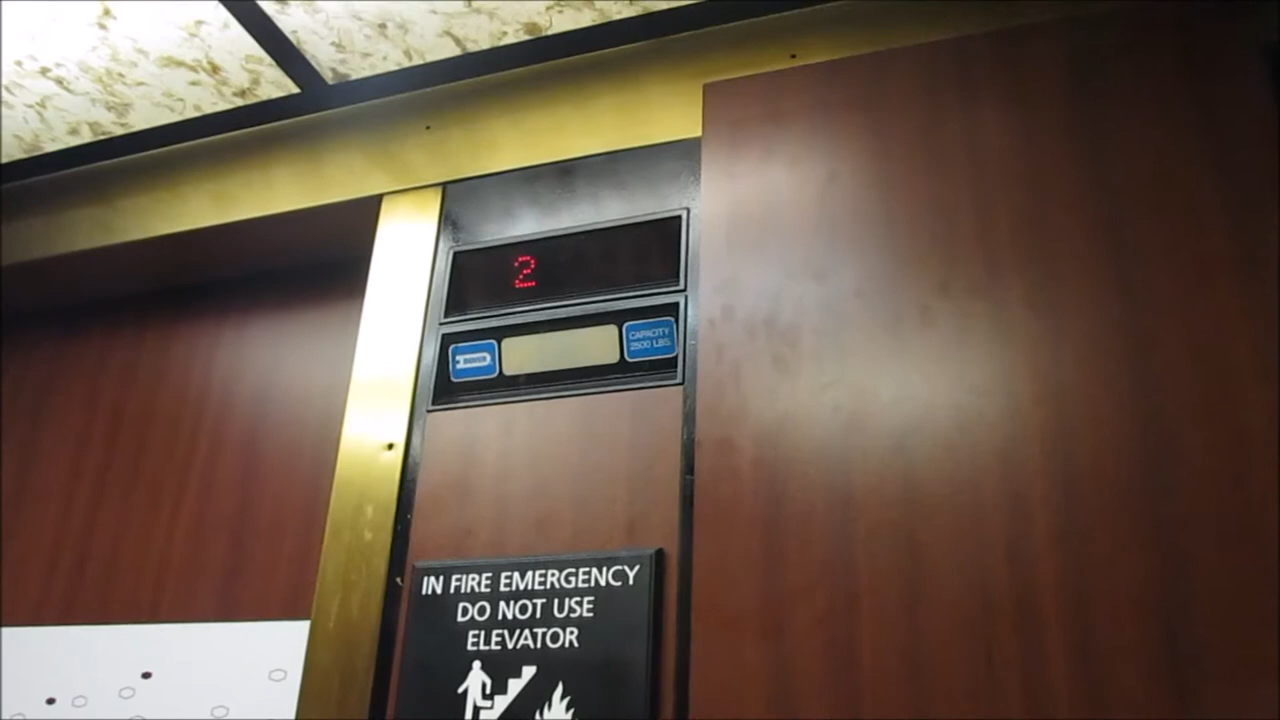 2
DOVER
CAPACITY
2500 LBS.
IN FIRE EMERGENCY
DO NOT USE
ELEVATOR